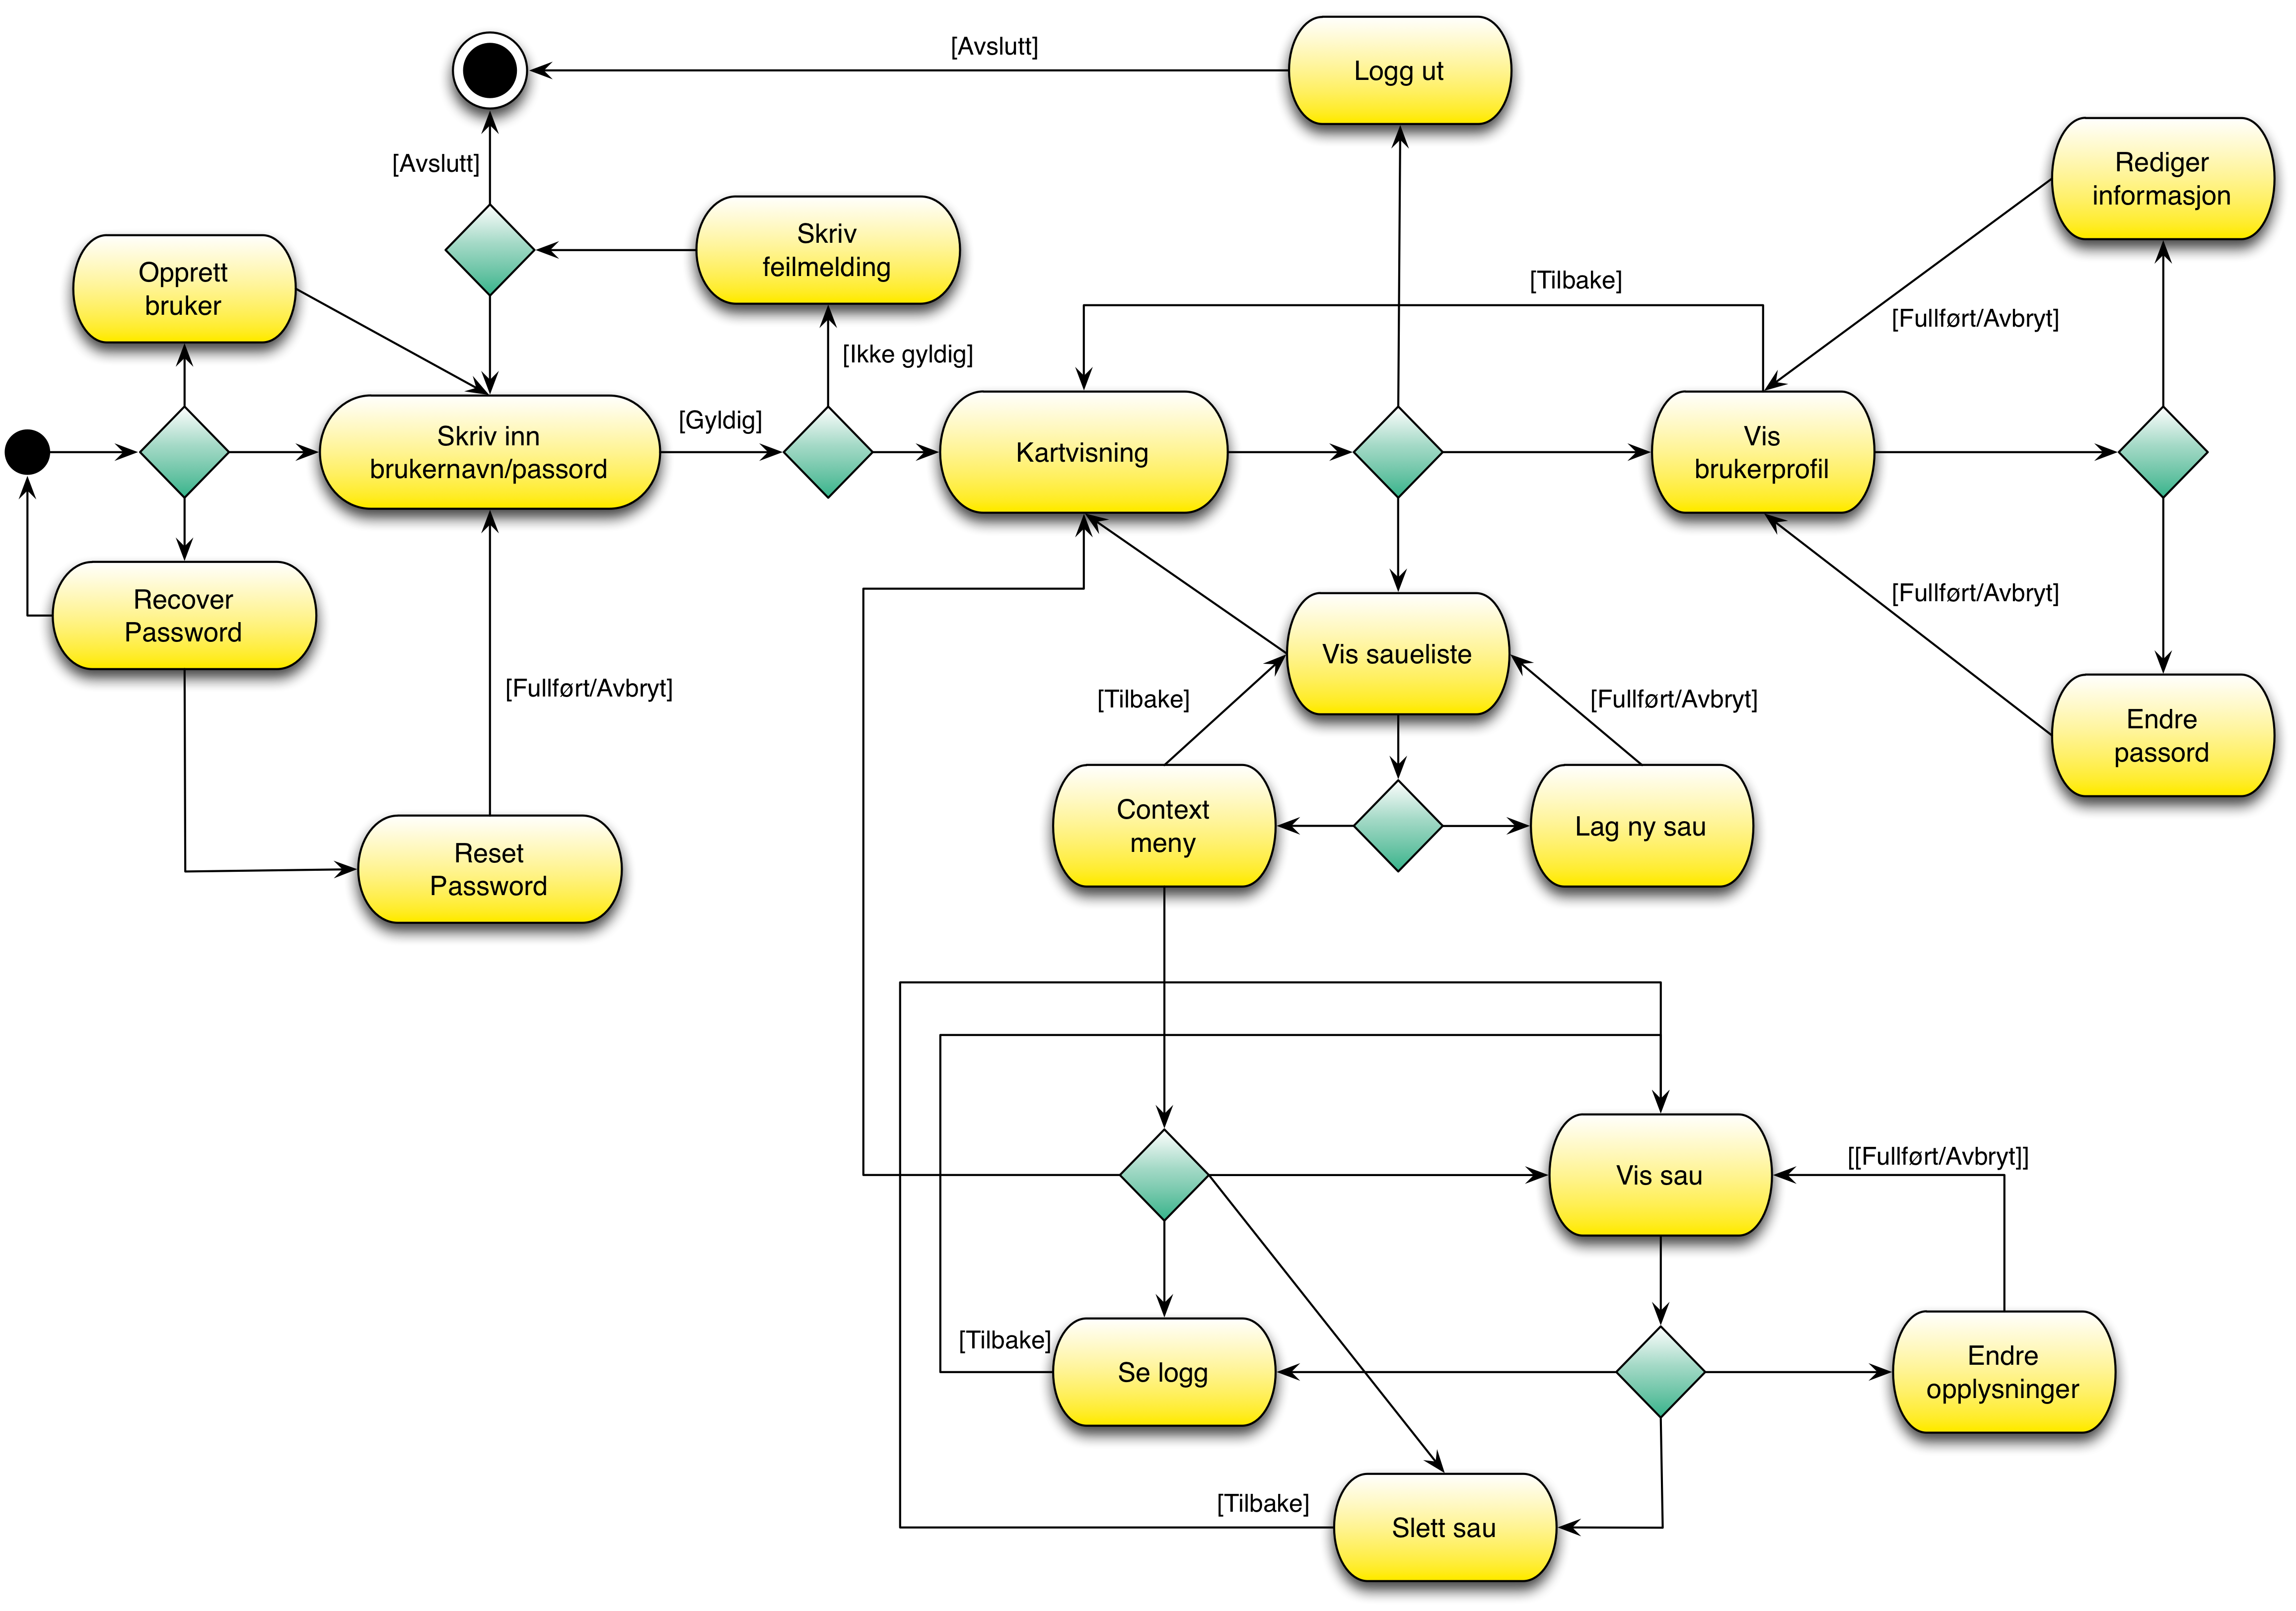 [Avslutt]
Logg ut
[Avslutt]
Rediger
informasjon
Skriv
feilmelding
Opprett
bruker
[Tilbake]
[Fullført/Avbryt]
[Ikke gyldig]
[Gyldig]
Skriv inn
brukernavn/passord
Kartvisning
Vis
brukerprofil
Recover
Password
[Fullført/Avbryt]
Vis saueliste
[Fullført/Avbryt]
[Tilbake]
[Fullført/Avbryt]
Endre
passord
Context
meny
Lag ny sau
Reset
Password
[[Fullført/Avbryt]]
Vis sau
[Tilbake]
Se logg
Endre
opplysninger
[Tilbake]
Slett sau